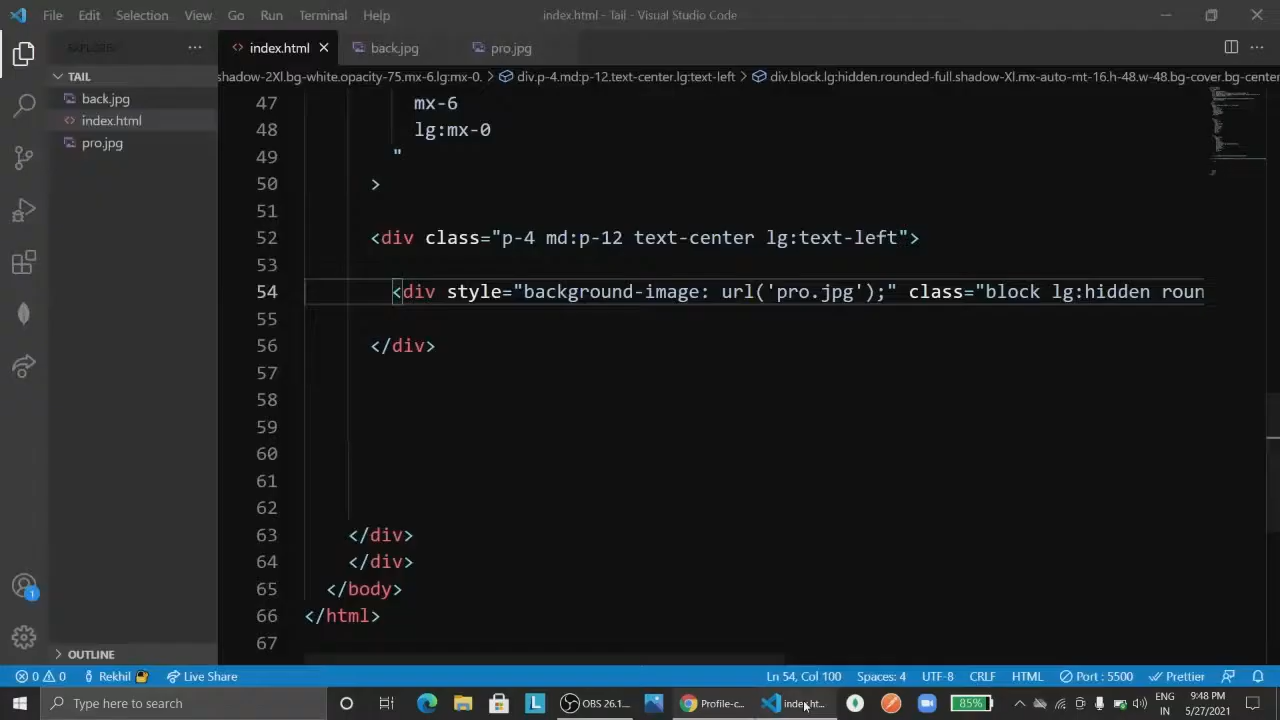 File Edit Selection View Go Run Terminal Help
index.html - Tail - Visual Studio Code
EXPLORER
index.html
back.jpg
pro.jpg
TAIL
back.jpg
index.html
pro.jpg
shadow-2Xl.bg-white.opacity-75.mx-6.lg:mx-0. > div.p-4.md:p-12.text-center.lg:text-left > div.block.lg:hidden.rounded-full.shadow-Xl.mx-auto-mt-16.h-48.w-48.bg-cover.bg-center
47 mx-6
48 lg:mx-0
49 "
50 >
51
52 <div class="p-4 md:p-12 text-center lg:text-left">
53
54 <div style="background-image: url('pro.jpg');" class="block lg:hidden roun
55
56 </div>
57
58
59
60
61
62
63 </div>
64 </div>
65 </body>
66 </html>
67
OUTLINE
1
0 0 Rekhil Live Share
Ln 54, Col 100 Spaces: 4 UTF-8 CRLF HTML Port : 5500 Prettier
Type here to search
L
OBS 26.1...
Profile-c...
index.ht...
85%
ENG
IN
9:48 PM
5/27/2021